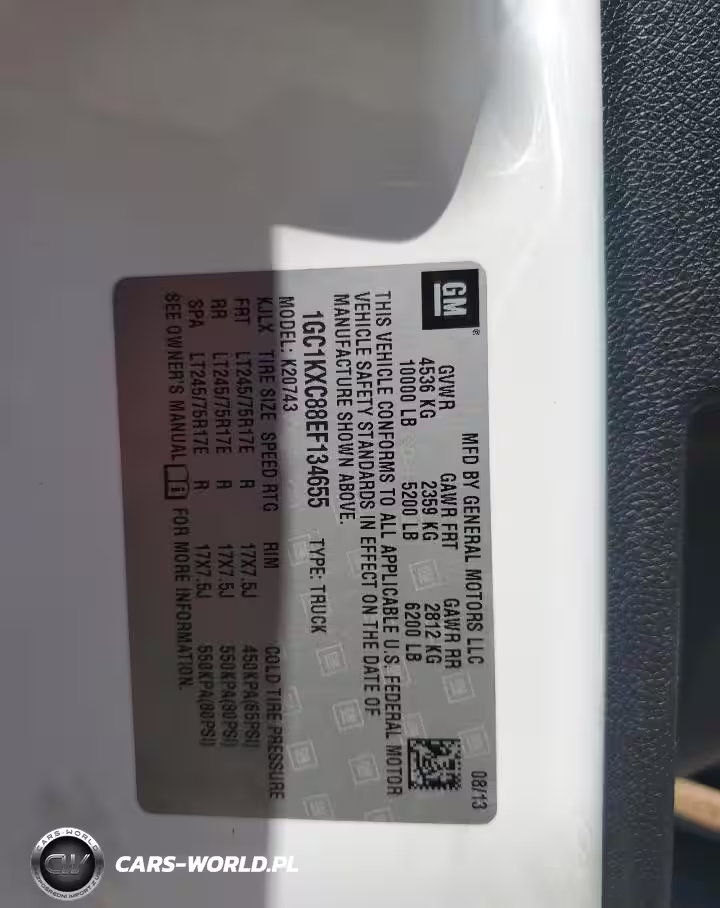 GM
®
MFD BY GENERAL MOTORS LLC
08/13
GVWR GAWR FRT GAWR RR
4536 KG 2359 KG 2812 KG
10000 LB 5200 LB 6200 LB
THIS VEHICLE CONFORMS TO ALL APPLICABLE U.S. FEDERAL MOTOR
VEHICLE SAFETY STANDARDS IN EFFECT ON THE DATE OF
MANUFACTURE SHOWN ABOVE.
1GC1KXC88EF134655 TYPE: TRUCK
MODEL: K20743
KJLX TIRE SIZE SPEED RTG RIM COLD TIRE PRESSURE
FRT LT245/75R17E R 17X7.5J 450KPA(65PSI)
RR LT245/75R17E R 17X7.5J 550KPA(80PSI)
SPA LT245/75R17E R 17X7.5J 550KPA(80PSI)
SEE OWNER'S MANUAL FOR MORE INFORMATION.
CARS-WORLD
CW
CARS-WORLD.PL